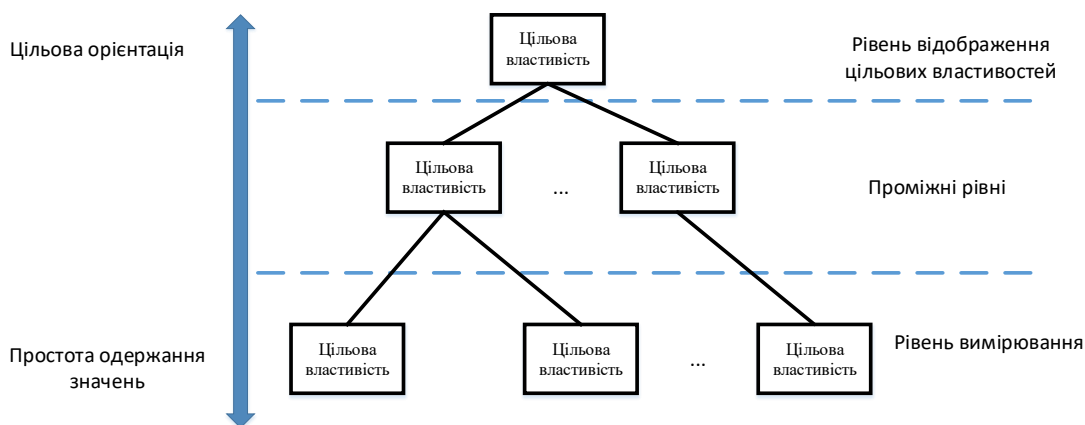 Цільова орієнтація
Цільова
властивість
Рівень відображення
цільових властивостей
Цільова
властивість
...
Цільова
властивість
Проміжні рівні
Простота одержання
значень
Цільова
властивість
Цільова
властивість
...
Цільова
властивість
Рівень вимірювання